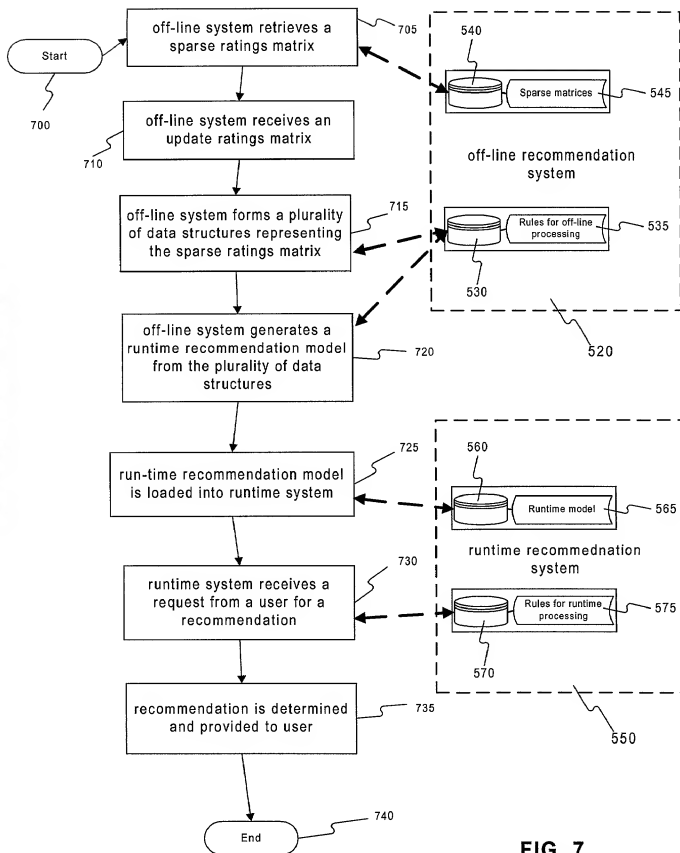 off-line system retrieves a
sparse ratings matrix
705
Start
700
off-line system receives an
update ratings matrix
710
off-line system forms a plurality
of data structures representing
the sparse ratings matrix
715
off-line system generates a
runtime recommendation model
from the plurality of data
structures
720
run-time recommendation model
is loaded into runtime system
725
runtime system receives a
request from a user for a
recommendation
730
recommendation is determined
and provided to user
735
End
740
540
Sparse matrices
545
off-line recommendation
system
Rules for off-line
processing
535
530
520
560
Runtime model
565
runtime recommednation
system
Rules for runtime
processing
575
570
550
FIG. 7